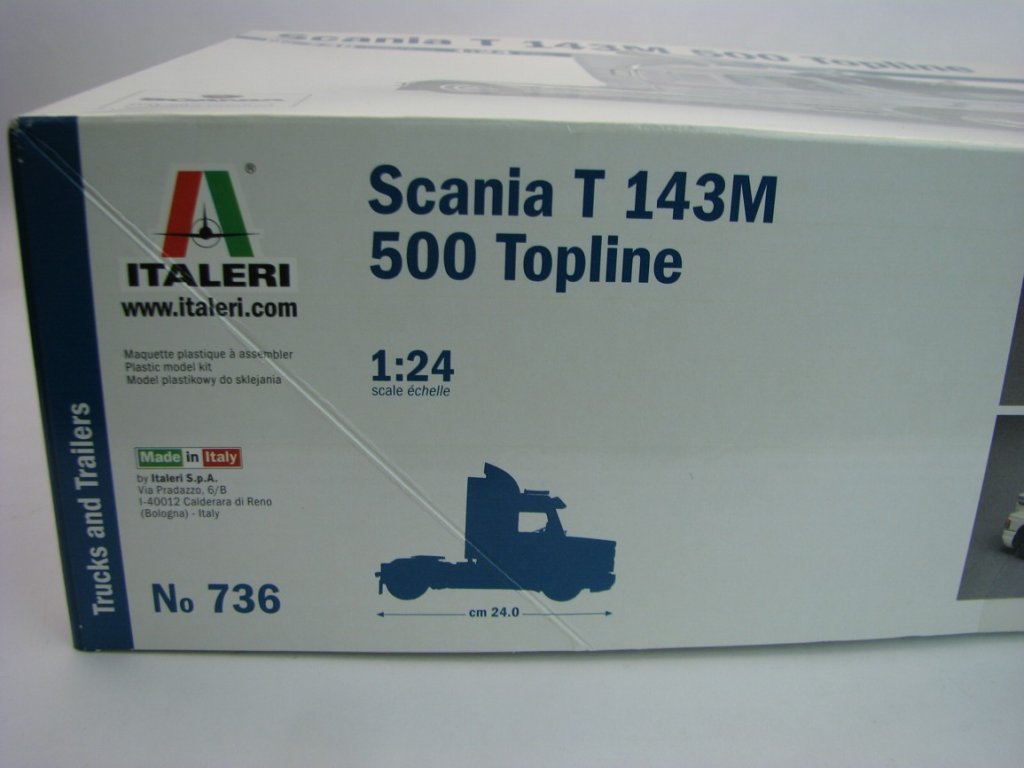 Scania T 143M 500 Topline
SCANIA
ITALERI
®
www.italeri.com
Scania T 143M
500 Topline
Maquette plastique à assembler
Plastic model kit
Model plastikowy do sklejania
1:24
scale échelle
Made in Italy
by Italeri S.p.A.
Via Pradazzo, 6/B
I-40012 Calderara di Reno
(Bologna) - Italy
No 736
cm 24.0
Trucks and Trailers